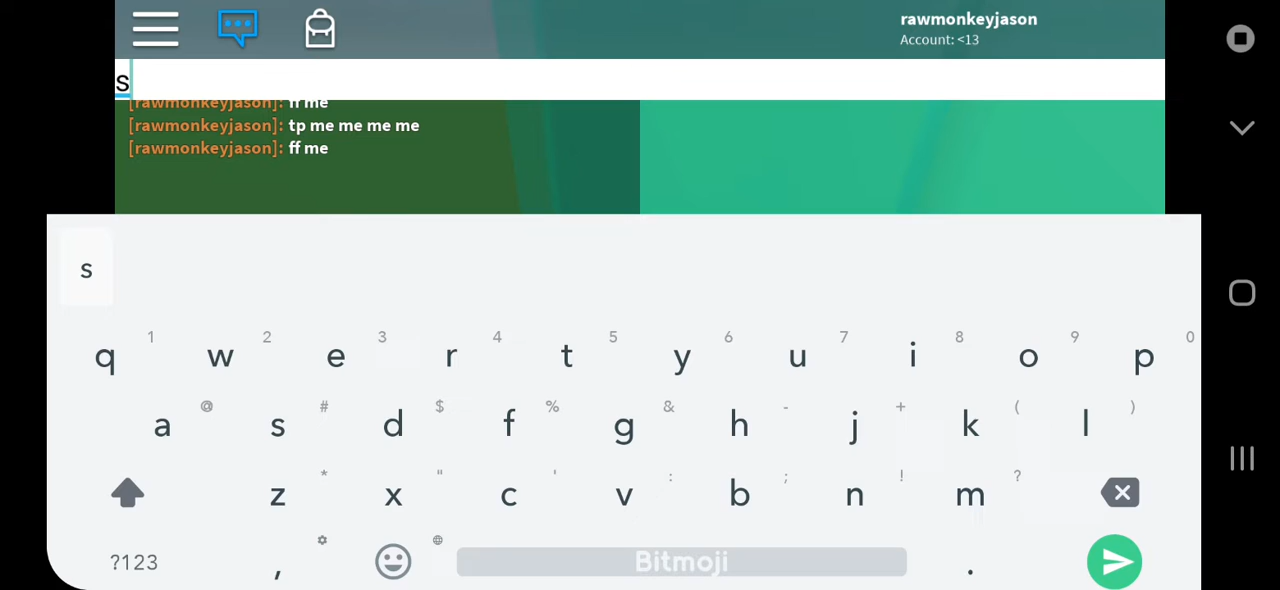 rawmonkeyjason
Account: <13
s
[rawmonkeyjason]: ff me
[rawmonkeyjason]: tp me me me me
[rawmonkeyjason]: ff me
s
1 2 3 4 5 6 7 8 9 0
q w e r t y u i o p
@ # $ % & - + ( )
a s d f g h j k l
* " ' : ; ! ?
z x c v b n m
?123 , Bitmoji .